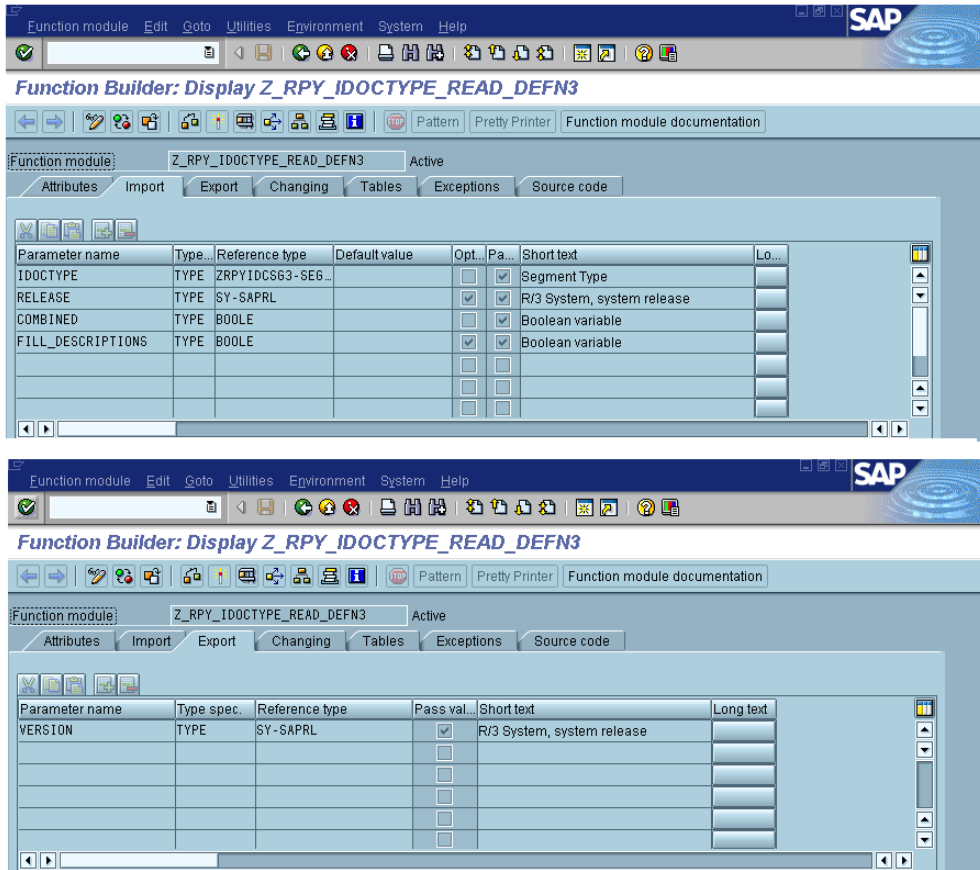 Function module Edit Goto Utilities Environment System Help
SAP
Function Builder: Display Z_RPY_IDOCTYPE_READ_DEFN3
STOP Pattern Pretty Printer Function module documentation
Function module Z_RPY_IDOCTYPE_READ_DEFN3 Active
Attributes Import Export Changing Tables Exceptions Source code
Parameter name Type... Reference type Default value Opt... Pa... Short text Lo...
IDOCTYPE TYPE ZRPYIDCSG3-SEG... Segment Type
RELEASE TYPE SY-SAPRL R/3 System, system release
COMBINED TYPE BOOLE Boolean variable
FILL_DESCRIPTIONS TYPE BOOLE Boolean variable
Function module Edit Goto Utilities Environment System Help
SAP
Function Builder: Display Z_RPY_IDOCTYPE_READ_DEFN3
STOP Pattern Pretty Printer Function module documentation
Function module Z_RPY_IDOCTYPE_READ_DEFN3 Active
Attributes Import Export Changing Tables Exceptions Source code
Parameter name Type spec. Reference type Pass val... Short text Long text
VERSION TYPE SY-SAPRL R/3 System, system release